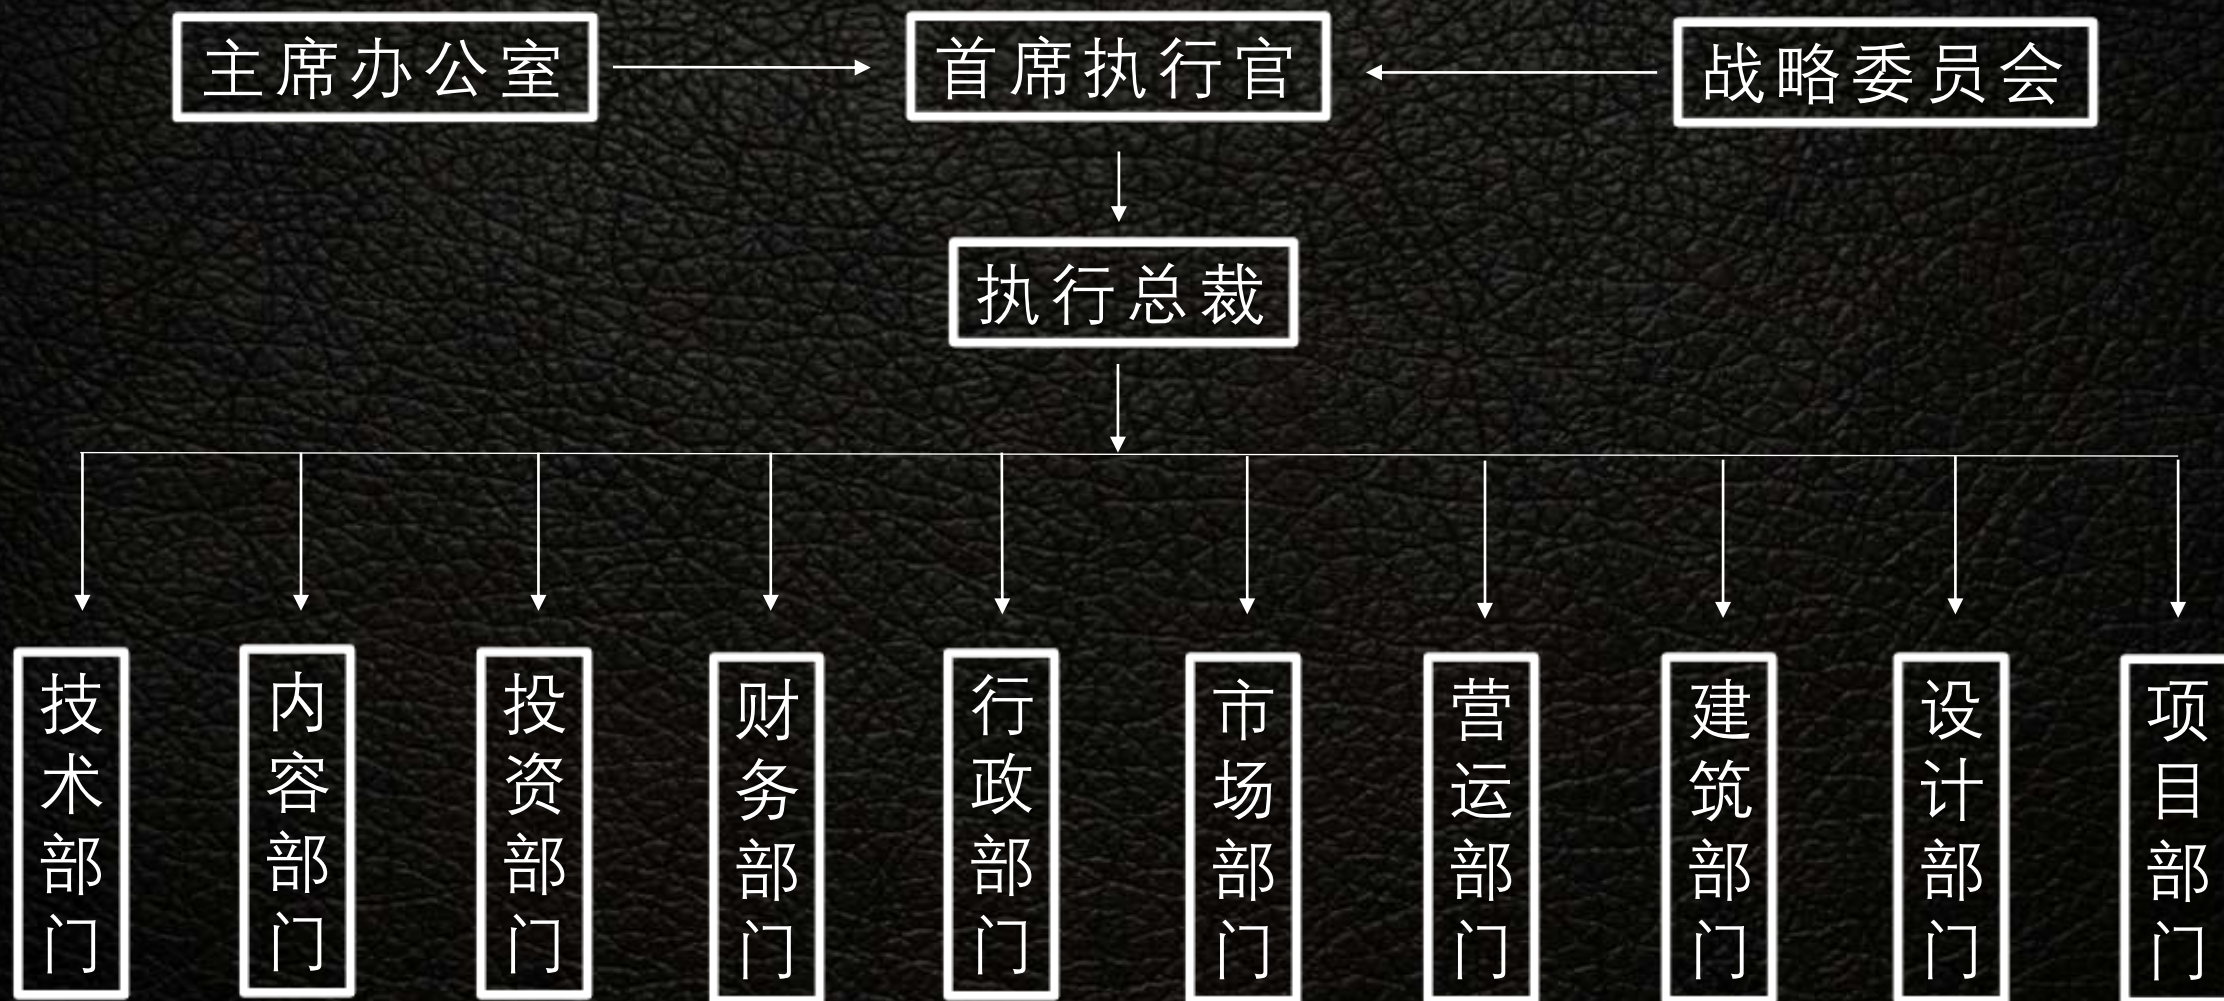 主席办公室
首席执行官
战略委员会
执行总裁
技术部门
内容部门
投资部门
财务部门
行政部门
市场部门
营运部门
建筑部门
设计部门
项目部门